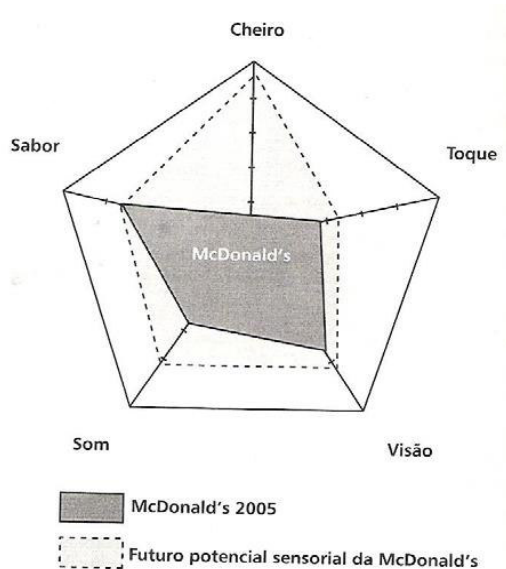 Cheiro
Sabor
Toque
McDonald's
Som
Visão
McDonald's 2005
Futuro potencial sensorial da McDonald's